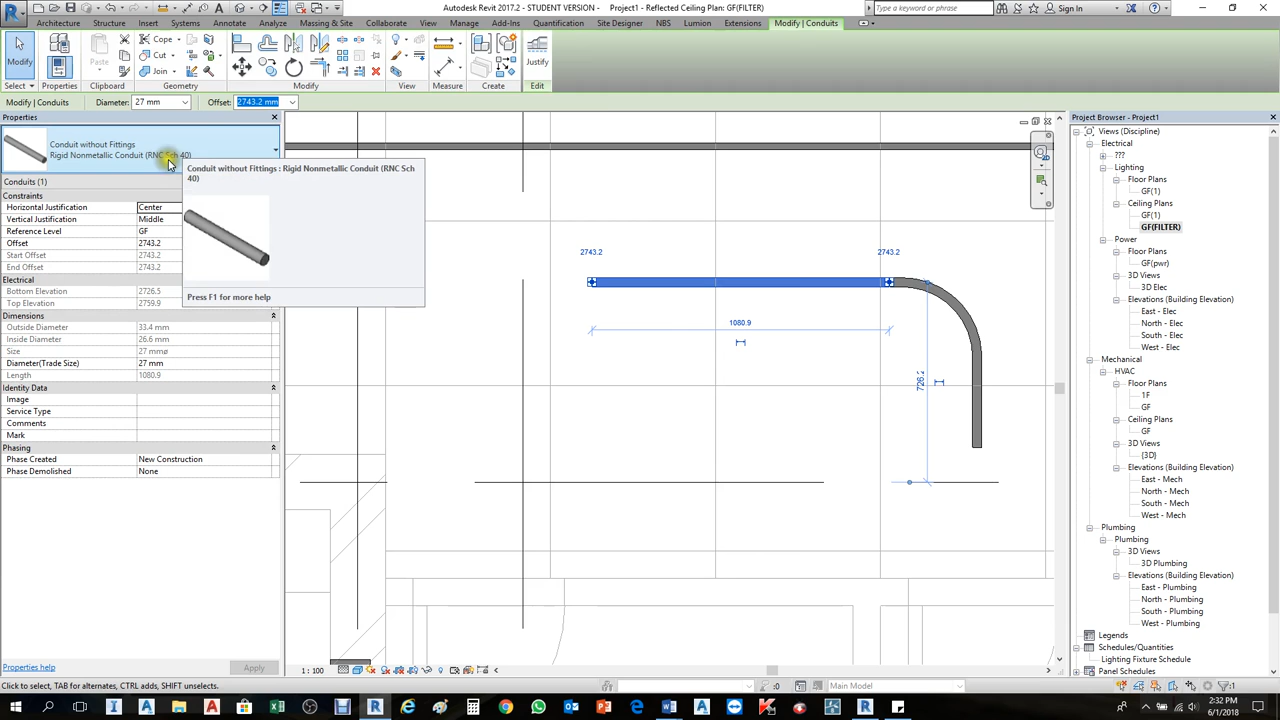 Autodesk Revit 2017.2 - STUDENT VERSION - Project1 - Reflected Ceiling Plan: GF(FILTER)
Type a keyword or phrase
Sign In
Architecture Structure Insert Systems Annotate Analyze Massing & Site Collaborate View Manage Add-Ins Quantification Site Designer NBS Lumion Extensions Modify | Conduits
Modify
Paste
Cope
Cut
Join
Justify
Select Properties Clipboard Geometry Modify View Measure Create Edit
Modify | Conduits Diameter: 27 mm Offset: 2743.2 mm
Properties
Conduit without Fittings
Rigid Nonmetallic Conduit (RNC Sch 40)
Conduit without Fittings : Rigid Nonmetallic Conduit (RNC Sch
40)
Press F1 for more help
Conduits (1)
Constraints
Horizontal Justification Center
Vertical Justification Middle
Reference Level GF
Offset 2743.2
Start Offset 2743.2
End Offset 2743.2
Electrical
Bottom Elevation 2726.5
Top Elevation 2759.9
Dimensions
Outside Diameter 33.4 mm
Inside Diameter 26.6 mm
Size 27 mmø
Diameter(Trade Size) 27 mm
Length 1080.9
Identity Data
Image
Service Type
Comments
Mark
Phasing
Phase Created New Construction
Phase Demolished None
Properties help
Apply
2743.2
2743.2
1080.9
726.2
1 : 100
Project Browser - Project1
Views (Discipline)
Electrical
???
Lighting
Floor Plans
GF(1)
Ceiling Plans
GF(1)
GF(FILTER)
Power
Floor Plans
GF(pwr)
3D Views
3D Elec
Elevations (Building Elevation)
East - Elec
North - Elec
South - Elec
West - Elec
Mechanical
HVAC
Floor Plans
1F
GF
Ceiling Plans
GF
3D Views
{3D}
Elevations (Building Elevation)
East - Mech
North - Mech
South - Mech
West - Mech
Plumbing
Plumbing
3D Views
3D Plumbing
Elevations (Building Elevation)
East - Plumbing
North - Plumbing
South - Plumbing
West - Plumbing
Legends
Schedules/Quantities
Lighting Fixture Schedule
Panel Schedules
Click to select, TAB for alternates, CTRL adds, SHIFT unselects.
:0
Main Model
:1
2:32 PM
6/1/2018